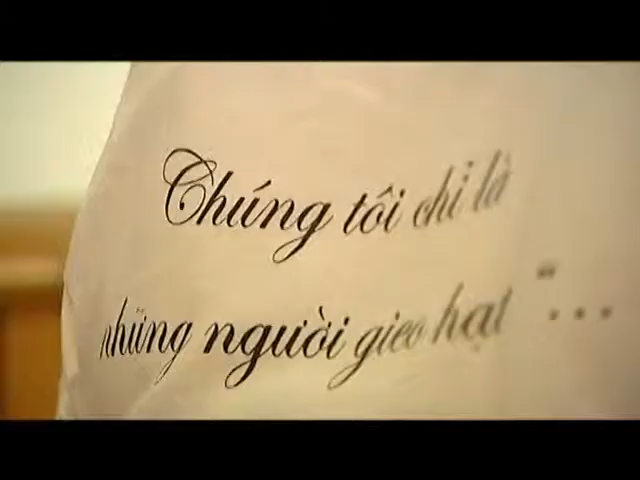 Chúng tôi chỉ là
những người gieo hạt "...